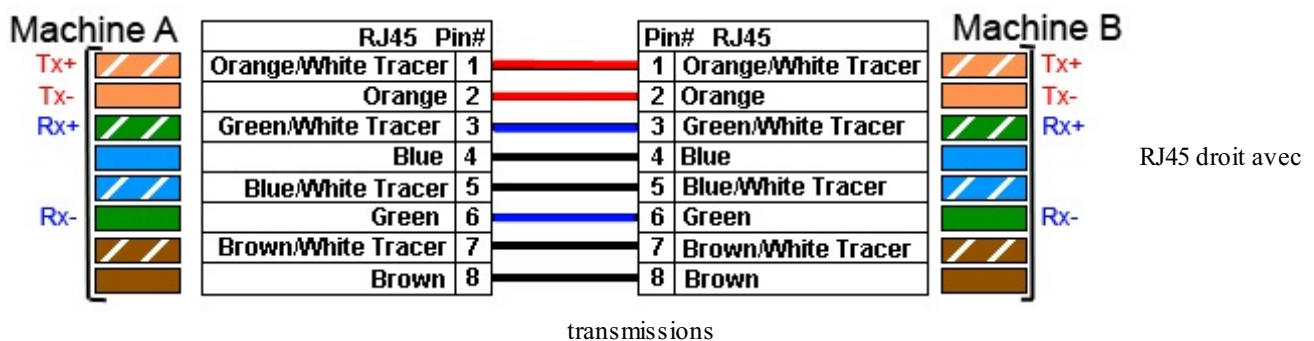 Machine A
Machine B
RJ45 Pin#
Pin# RJ45
Tx+ Orange/White Tracer 1 1 Orange/White Tracer Tx+
Tx- Orange 2 2 Orange Tx-
Rx+ Green/White Tracer 3 3 Green/White Tracer Rx+
Blue 4 4 Blue
RJ45 droit avec
Blue/White Tracer 5 5 Blue/White Tracer
Rx- Green 6 6 Green Rx-
Brown/White Tracer 7 7 Brown/White Tracer
Brown 8 8 Brown
transmissions